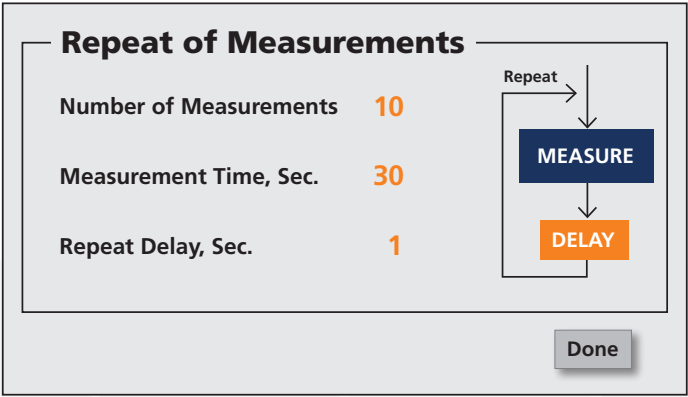 Repeat of Measurements
Number of Measurements 10
Measurement Time, Sec. 30
Repeat Delay, Sec. 1
Repeat
MEASURE
DELAY
Done